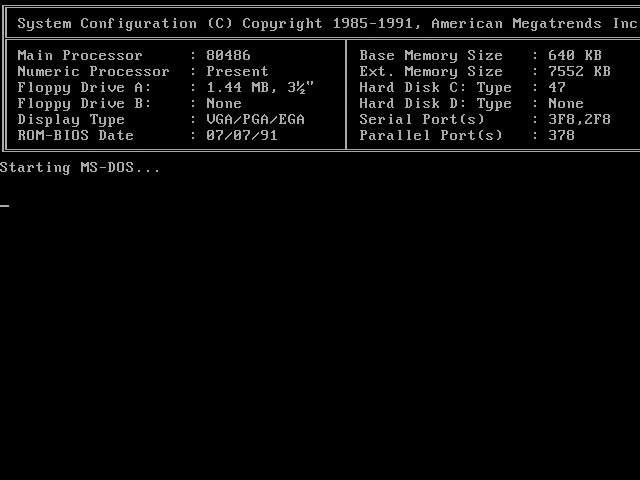 System Configuration (C) Copyright 1985-1991, American Megatrends Inc
Main Processor : 80486 Base Memory Size : 640 KB
Numeric Processor : Present Ext. Memory Size : 7552 KB
Floppy Drive A: : 1.44 MB, 3½" Hard Disk C: Type : 47
Floppy Drive B: : None Hard Disk D: Type : None
Display Type : VGA/PGA/EGA Serial Port(s) : 3F8,2F8
ROM-BIOS Date : 07/07/91 Parallel Port(s) : 378
Starting MS-DOS...